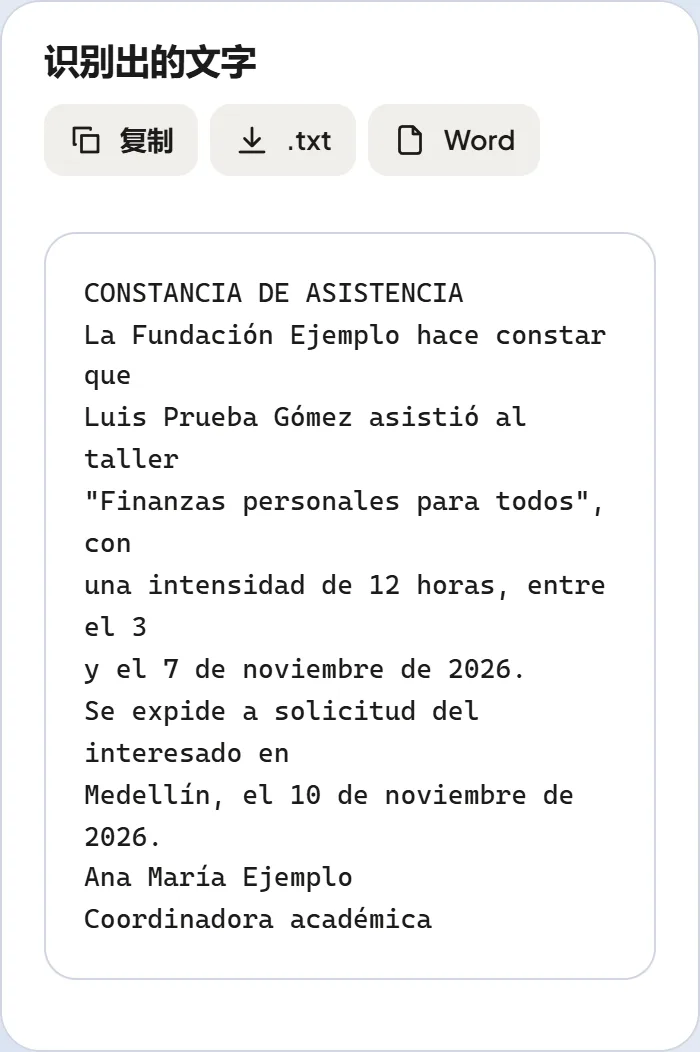 识别出的文字
复制
.txt
Word
CONSTANCIA DE ASISTENCIA
La Fundación Ejemplo hace constar
que
Luis Prueba Gómez asistió al
taller
"Finanzas personales para todos",
con
una intensidad de 12 horas, entre
el 3
y el 7 de noviembre de 2026.
Se expide a solicitud del
interesado en
Medellín, el 10 de noviembre de
2026.
Ana María Ejemplo
Coordinadora académica